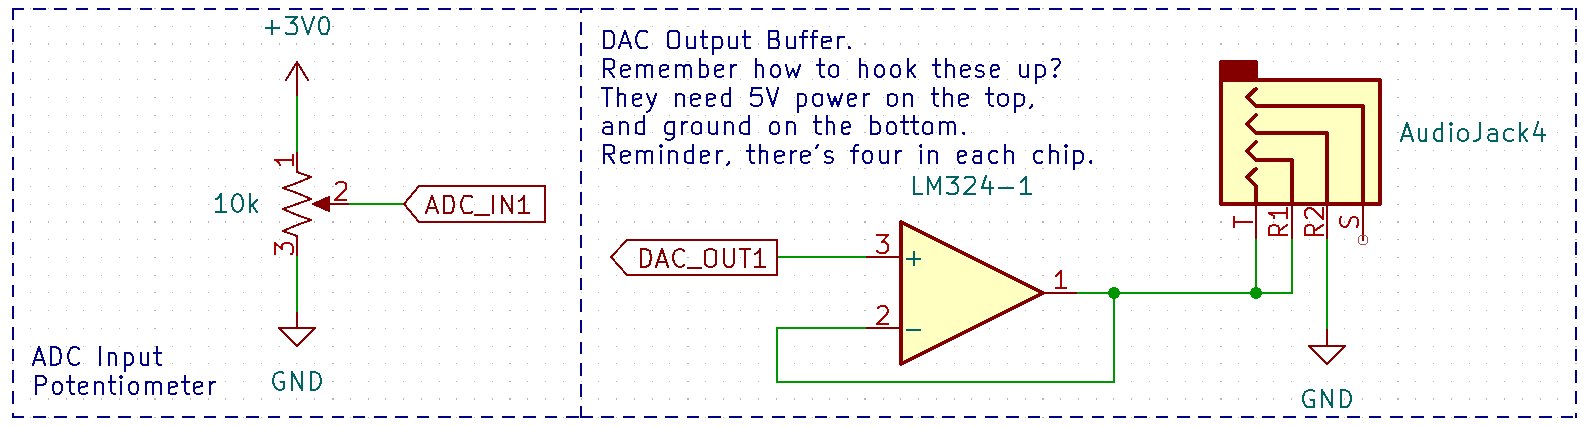 +3V0
1
10k
2
ADC_IN1
3
ADC Input
Potentiometer
GND
DAC Output Buffer.
Remember how to hook these up?
They need 5V power on the top,
and ground on the bottom.
Reminder, there's four in each chip.
LM324-1
DAC_OUT1
3
+
2
−
1
AudioJack4
T
R1
R2
S
GND